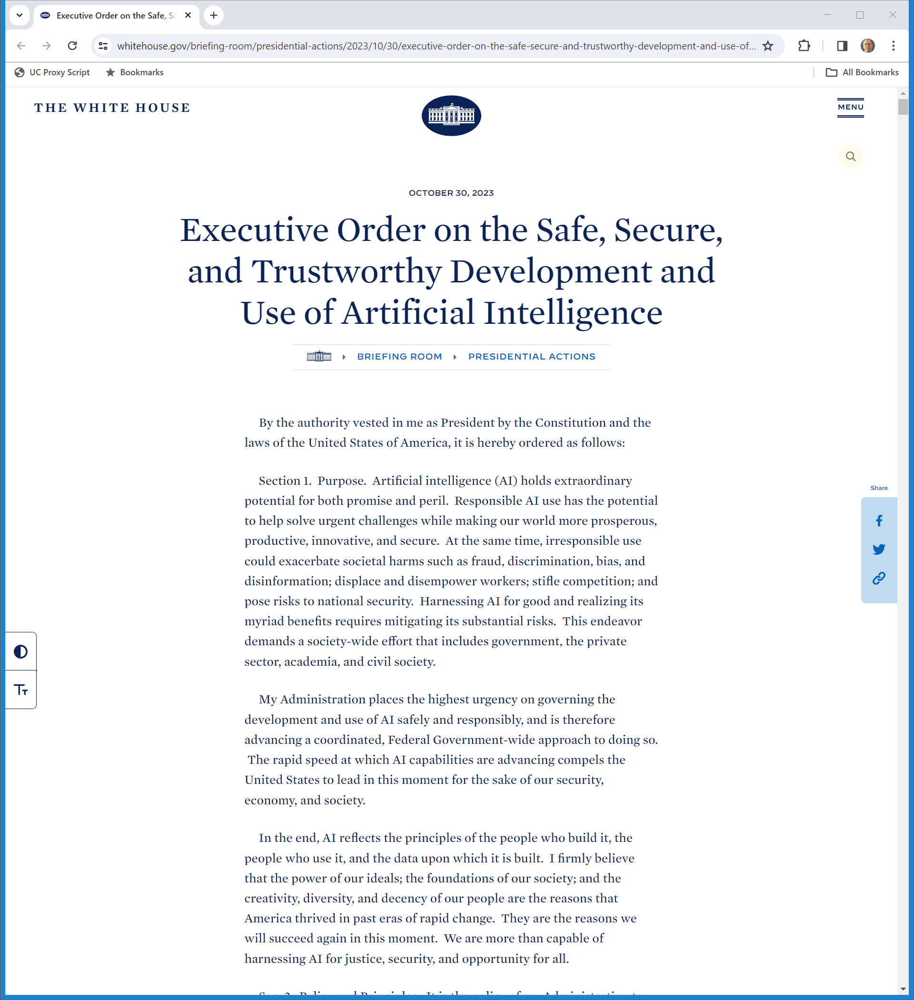 Executive Order on the Safe, Se
whitehouse.gov/briefing-room/presidential-actions/2023/10/30/executive-order-on-the-safe-secure-and-trustworthy-development-and-use-of...
UC Proxy Script
Bookmarks
All Bookmarks
THE WHITE HOUSE
MENU
OCTOBER 30, 2023
Executive Order on the Safe, Secure,
and Trustworthy Development and
Use of Artificial Intelligence
BRIEFING ROOM
PRESIDENTIAL ACTIONS
By the authority vested in me as President by the Constitution and the
laws of the United States of America, it is hereby ordered as follows:
Section 1.  Purpose.  Artificial intelligence (AI) holds extraordinary
potential for both promise and peril.  Responsible AI use has the potential
to help solve urgent challenges while making our world more prosperous,
productive, innovative, and secure.  At the same time, irresponsible use
could exacerbate societal harms such as fraud, discrimination, bias, and
disinformation; displace and disempower workers; stifle competition; and
pose risks to national security.  Harnessing AI for good and realizing its
myriad benefits requires mitigating its substantial risks.  This endeavor
demands a society-wide effort that includes government, the private
sector, academia, and civil society.
My Administration places the highest urgency on governing the
development and use of AI safely and responsibly, and is therefore
advancing a coordinated, Federal Government-wide approach to doing so.
The rapid speed at which AI capabilities are advancing compels the
United States to lead in this moment for the sake of our security,
economy, and society.
In the end, AI reflects the principles of the people who build it, the
people who use it, and the data upon which it is built.  I firmly believe
that the power of our ideals; the foundations of our society; and the
creativity, diversity, and decency of our people are the reasons that
America thrived in past eras of rapid change.  They are the reasons we
will succeed again in this moment.  We are more than capable of
harnessing AI for justice, security, and opportunity for all.
Share
Tт